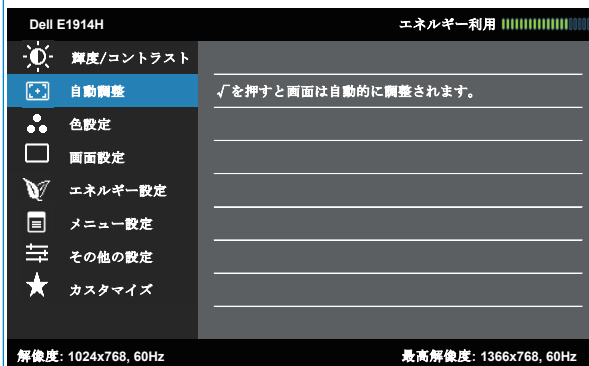 Dell E1914H エネルギー利用
輝度/コントラスト
自動調整 √を押すと画面は自動的に調整されます。
色設定
画面設定
エネルギー設定
メニュー設定
その他の設定
カスタマイズ
解像度: 1024x768, 60Hz 最高解像度: 1366x768, 60Hz